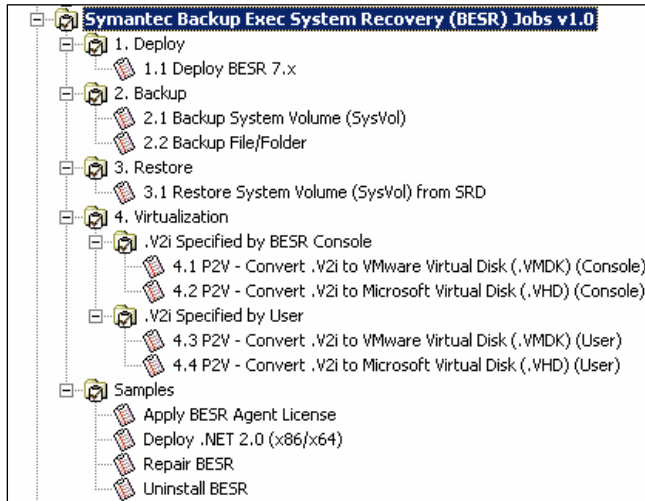 Symantec Backup Exec System Recovery (BESR) Jobs v1.0
1. Deploy
1.1 Deploy BESR 7.x
2. Backup
2.1 Backup System Volume (SysVol)
2.2 Backup File/Folder
3. Restore
3.1 Restore System Volume (SysVol) from SRD
4. Virtualization
.V2i Specified by BESR Console
4.1 P2V - Convert .V2i to VMware Virtual Disk (.VMDK) (Console)
4.2 P2V - Convert .V2i to Microsoft Virtual Disk (.VHD) (Console)
.V2i Specified by User
4.3 P2V - Convert .V2i to VMware Virtual Disk (.VMDK) (User)
4.4 P2V - Convert .V2i to Microsoft Virtual Disk (.VHD) (User)
Samples
Apply BESR Agent License
Deploy .NET 2.0 (x86/x64)
Repair BESR
Uninstall BESR